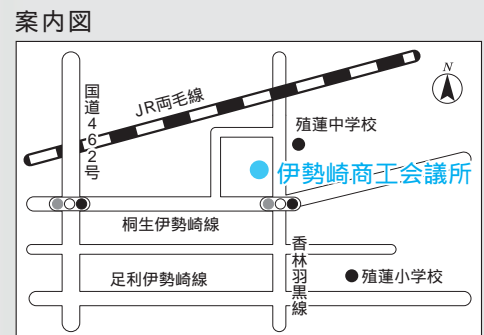 案内図
N
国道462号
JR両毛線
殖蓮中学校
伊勢崎商工会議所
桐生伊勢崎線
香林羽黒線
足利伊勢崎線
殖蓮小学校